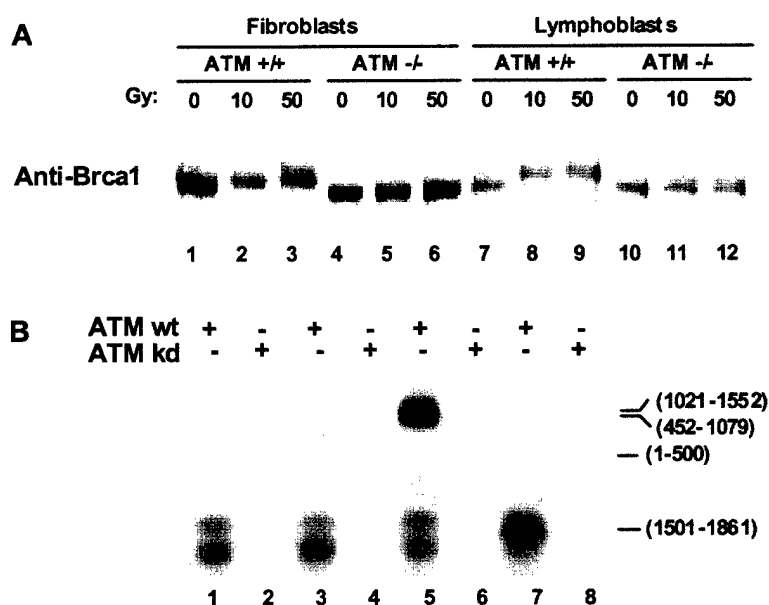 A
Fibroblasts Lymphoblasts
ATM +/+ ATM -/- ATM +/+ ATM -/-
Gy: 0 10 50 0 10 50 0 10 50 0 10 50
Anti-Brca1
1 2 3 4 5 6 7 8 9 10 11 12
B
ATM wt + - + - + - + -
ATM kd - + - + - + - +
(1021-1552)
(452-1079)
(1-500)
(1501-1861)
1 2 3 4 5 6 7 8